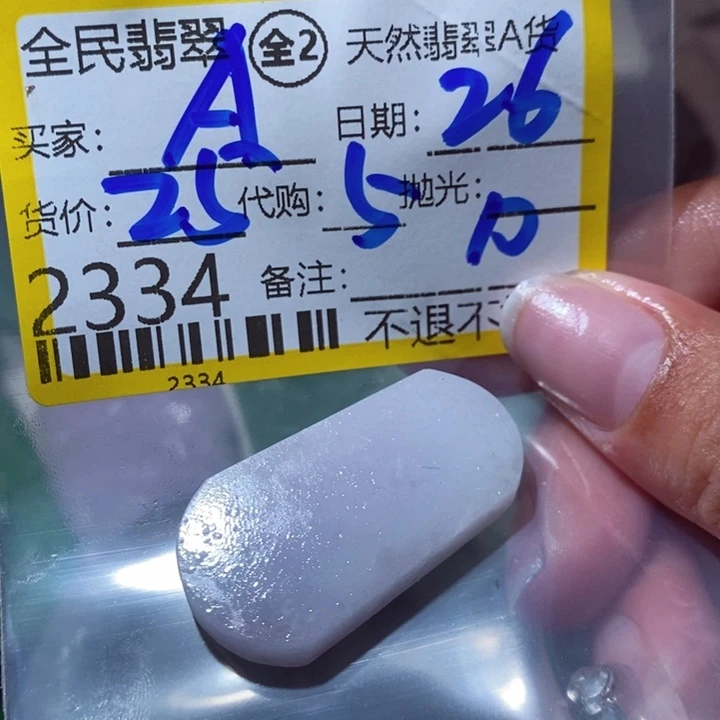 全民翡翠 全2 天然翡翠A货
买家: A 日期: 26
货价: 25 代购: 5 抛光:
2334 备注:
不退不
2334